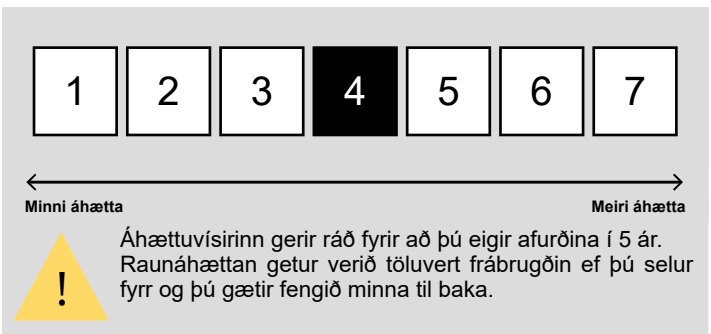 1 2 3 4 5 6 7
Minni áhætta Meiri áhætta
Áhættuvísirinn gerir ráð fyrir að þú eigir afurðina í 5 ár.
Raunáhættan getur verið töluvert frábrugðin ef þú selur
! fyrr og þú gætir fengið minna til baka.